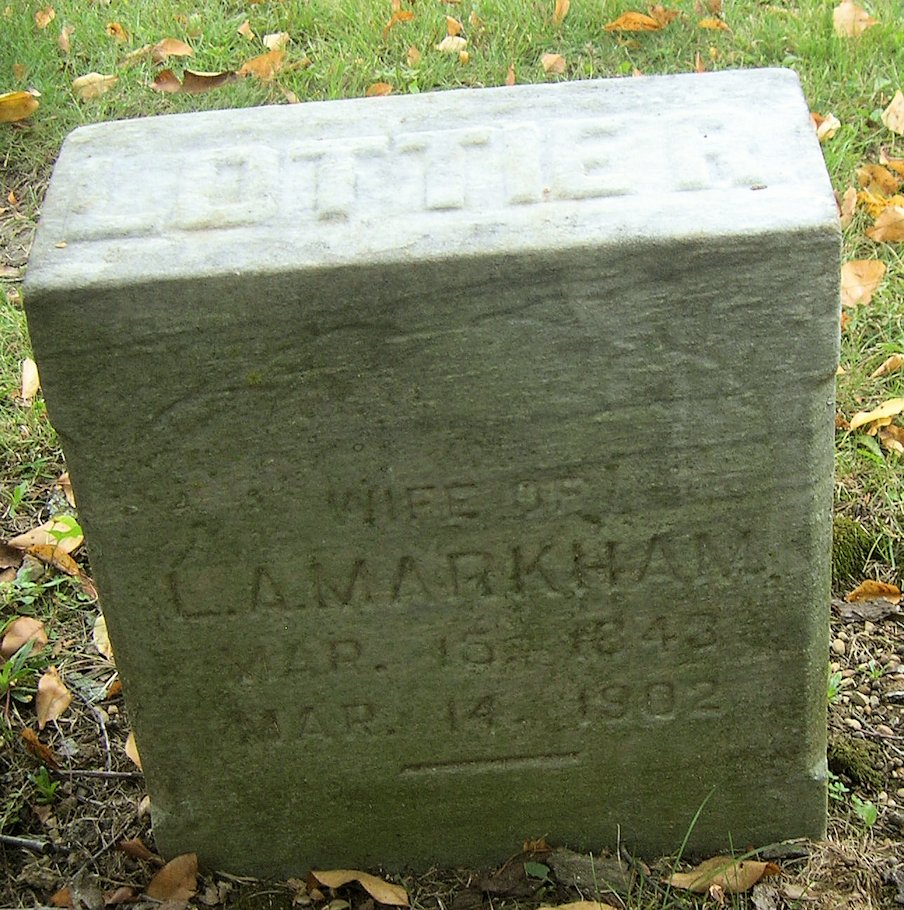 LOTTIE R
WIFE OF
L.A. MARKHAM.
MAR. 15, 1843
MAR. 14, 1902